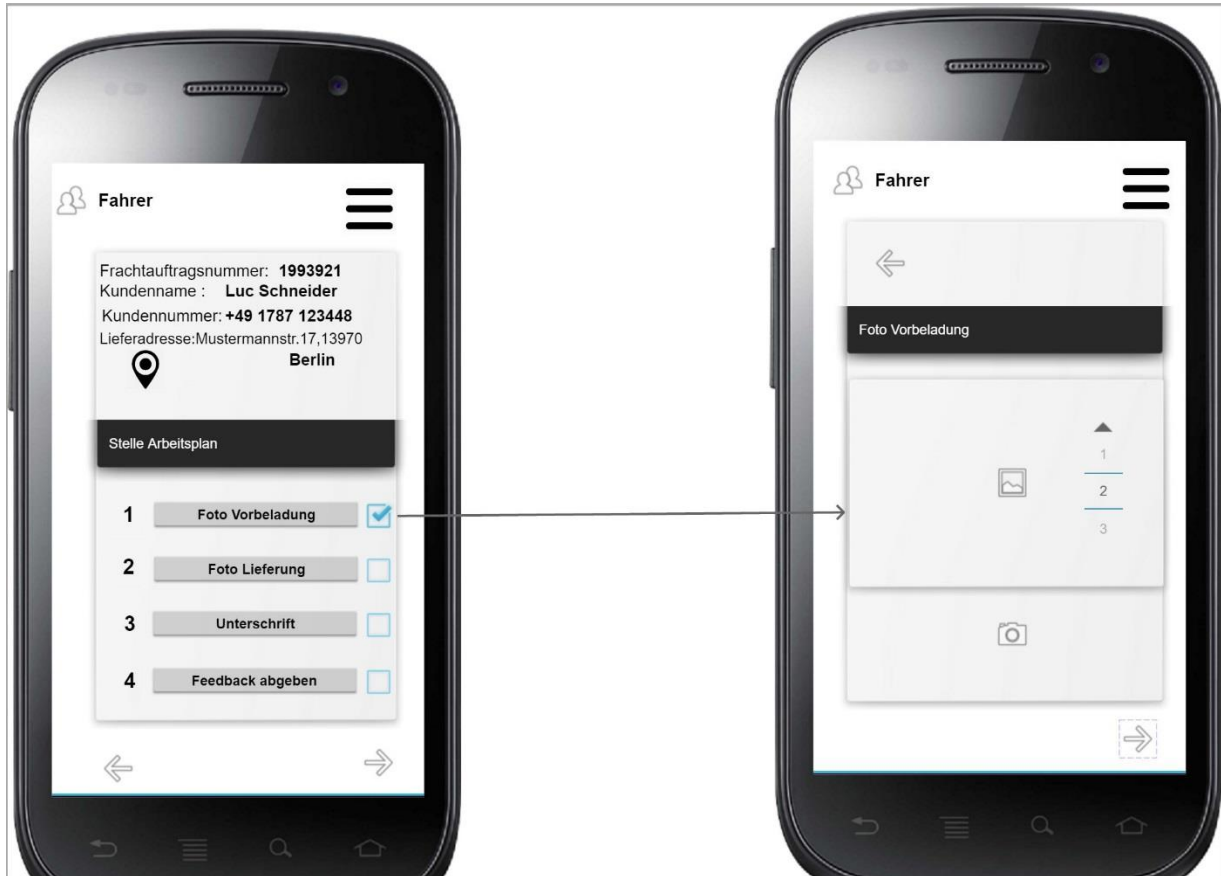 Fahrer
Frachtauftragsnummer: 1993921
Kundenname : Luc Schneider
Kundennummer: +49 1787 123448
Lieferadresse:Mustermannstr.17,13970
Berlin
Stelle Arbeitsplan
1 Foto Vorbeladung
2 Foto Lieferung
3 Unterschrift
4 Feedback abgeben
Fahrer
Foto Vorbeladung
1
2
3